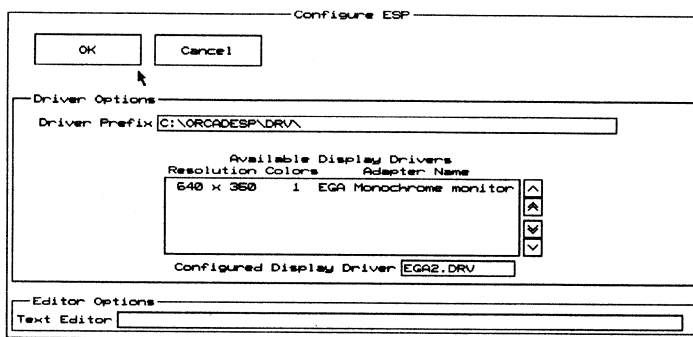 Configure ESP
OK Cancel
Driver Options
Driver Prefix C:\ORCADESP\DRV\
Available Display Drivers
Resolution Colors Adapter Name
640 x 350 1 EGA Monochrome monitor
Configured Display Driver EGA2.DRV
Editor Options
Text Editor